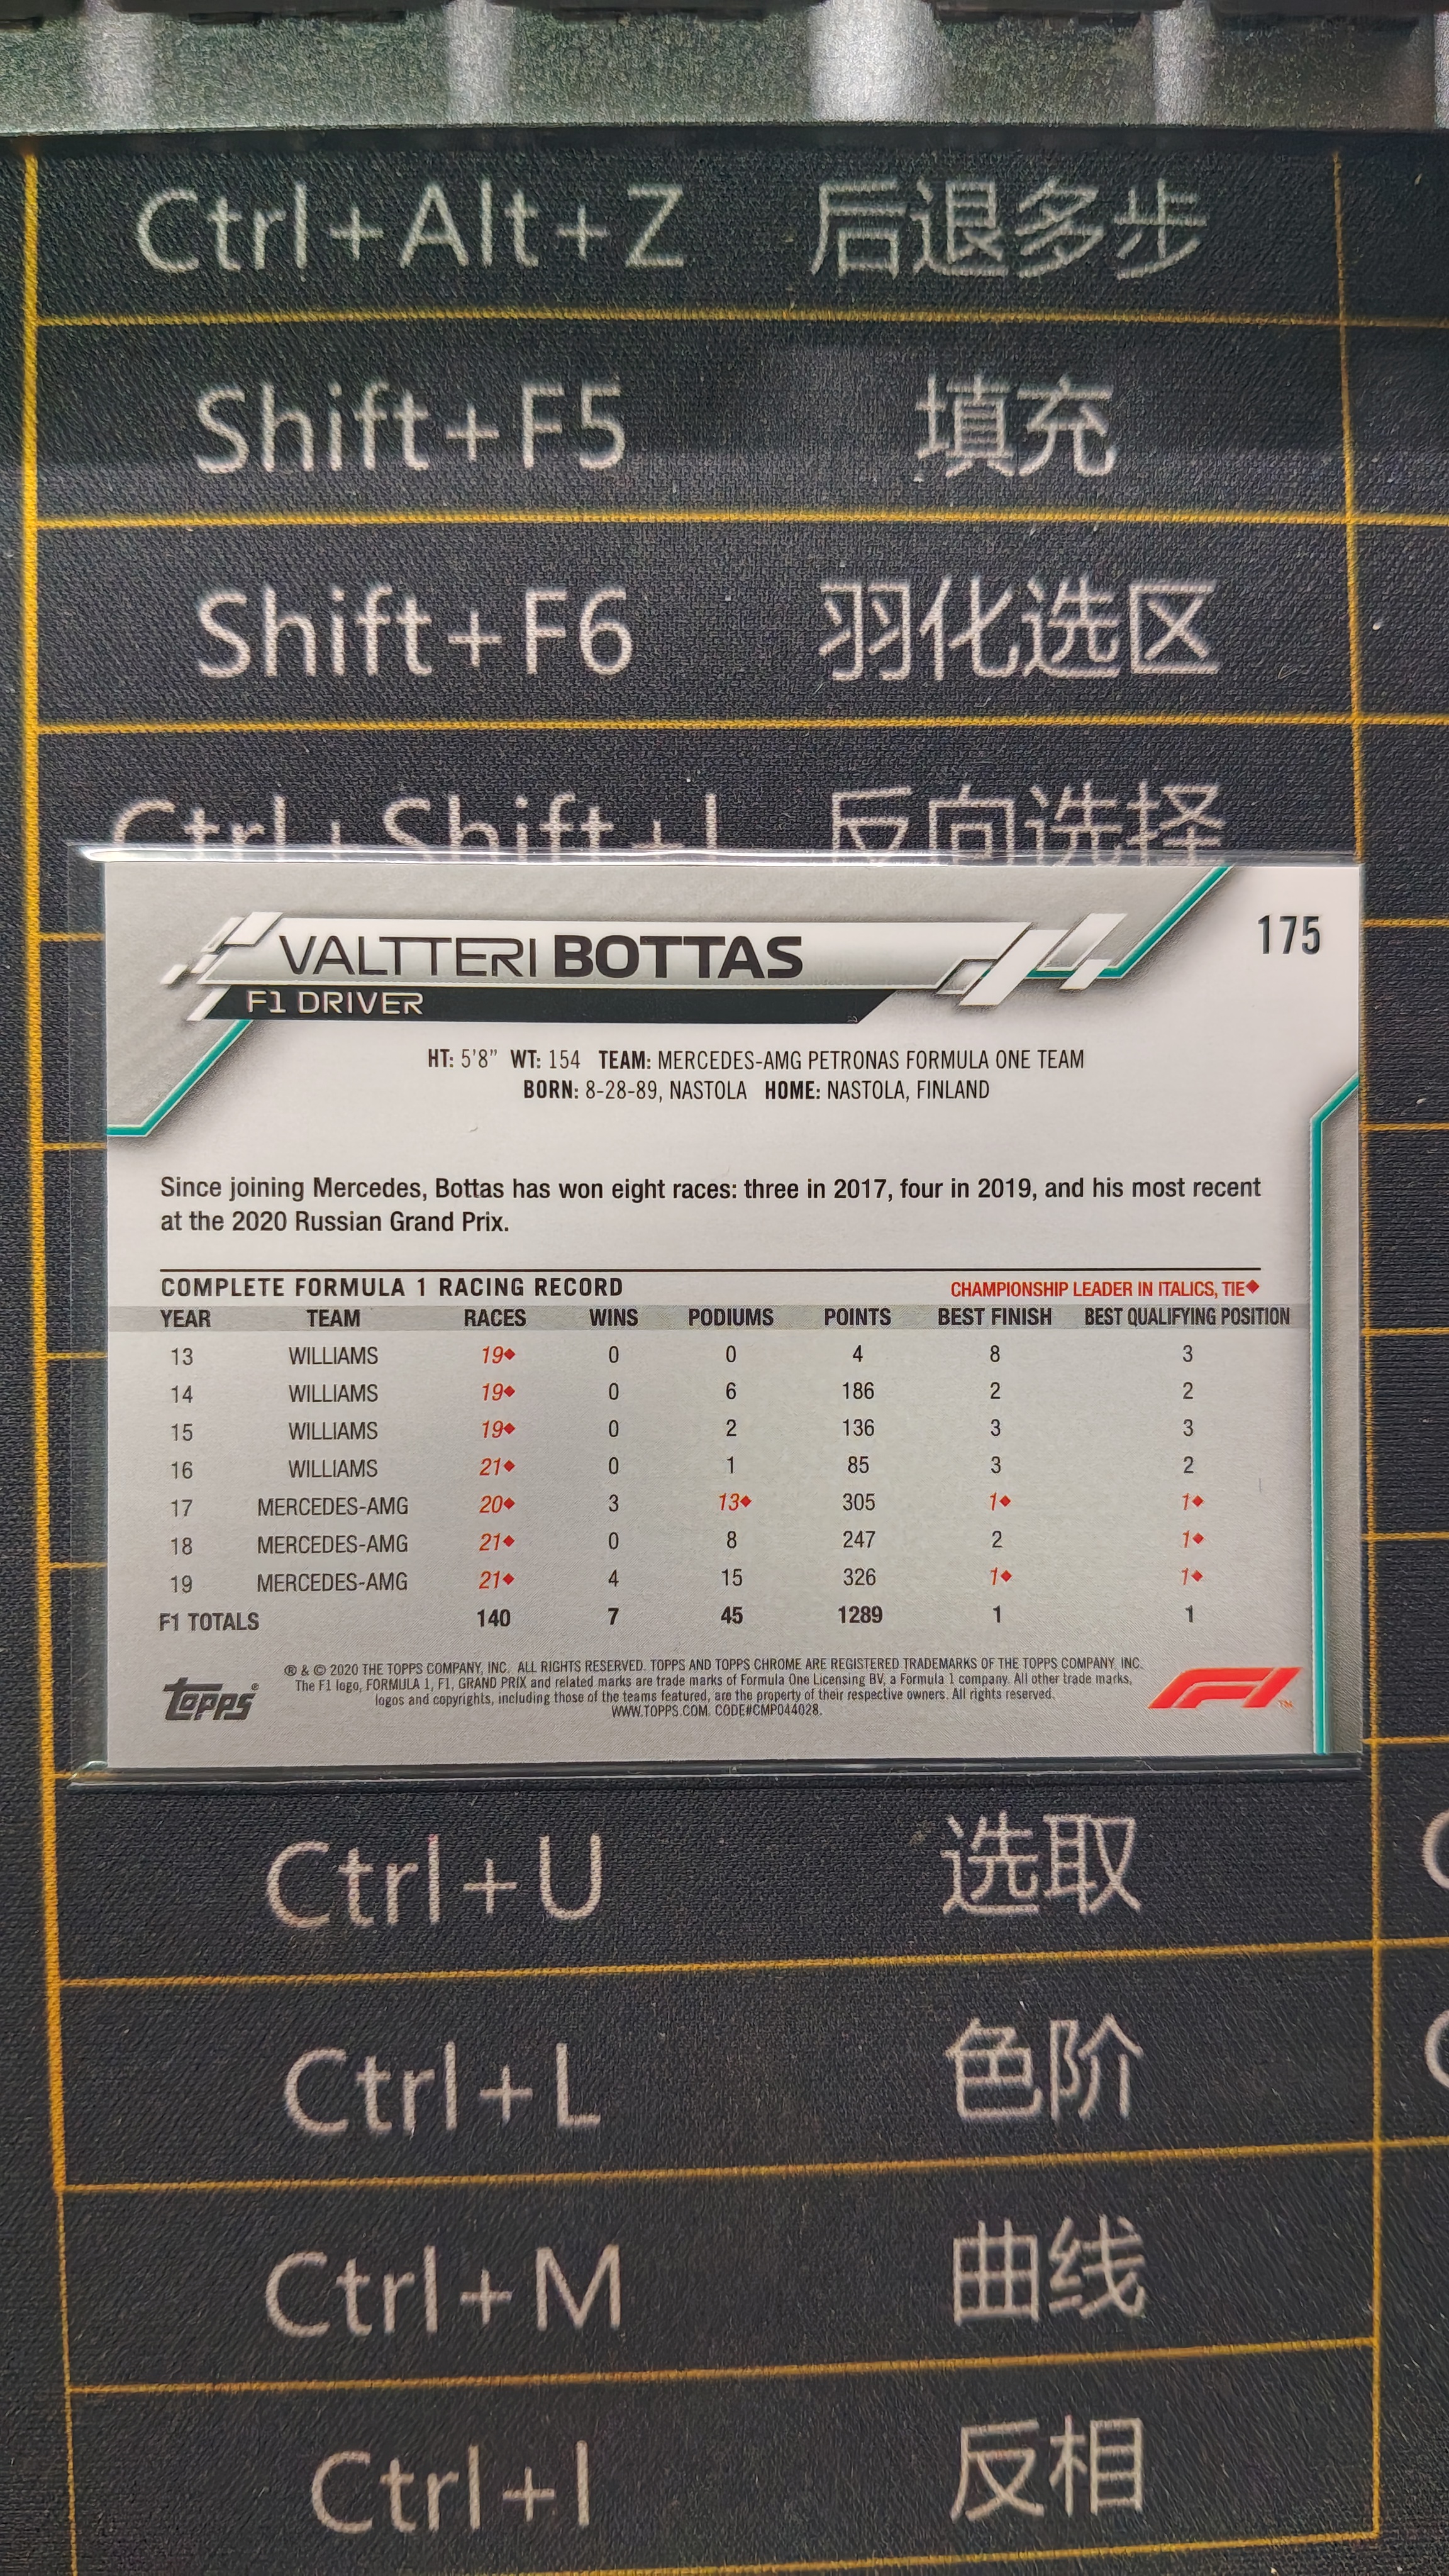 Ctrl+Alt+Z 后退多步
Shift+F5 填充
Shift+F6 羽化选区
Ctrl+Shift+I 反向选择
175
VALTTERI BOTTAS
F1 DRIVER
HT: 5'8" WT: 154 TEAM: MERCEDES-AMG PETRONAS FORMULA ONE TEAM
BORN: 8-28-89, NASTOLA HOME: NASTOLA, FINLAND
Since joining Mercedes, Bottas has won eight races: three in 2017, four in 2019, and his most recent
at the 2020 Russian Grand Prix.
COMPLETE FORMULA 1 RACING RECORD CHAMPIONSHIP LEADER IN ITALICS, TIE◆
YEAR TEAM RACES WINS PODIUMS POINTS BEST FINISH BEST QUALIFYING POSITION
13 WILLIAMS 19◆ 0 0 4 8 3
14 WILLIAMS 19◆ 0 6 186 2 2
15 WILLIAMS 19◆ 0 2 136 3 3
16 WILLIAMS 21◆ 0 1 85 3 2
17 MERCEDES-AMG 20◆ 3 13◆ 305 1◆ 1◆
18 MERCEDES-AMG 21◆ 0 8 247 2 1◆
19 MERCEDES-AMG 21◆ 4 15 326 1◆ 1◆
F1 TOTALS 140 7 45 1289 1 1
® & © 2020 THE TOPPS COMPANY, INC. ALL RIGHTS RESERVED. TOPPS AND TOPPS CHROME ARE REGISTERED TRADEMARKS OF THE TOPPS COMPANY, INC.
The F1 logo, FORMULA 1, F1, GRAND PRIX and related marks are trade marks of Formula One Licensing BV, a Formula 1 company. All other trade marks,
logos and copyrights, including those of the teams featured, are the property of their respective owners. All rights reserved.
WWW.TOPPS.COM. CODE#CMP044028.
Topps®
F1™
Ctrl+U 选取
Ctrl+L 色阶
Ctrl+M 曲线
Ctrl+I 反相